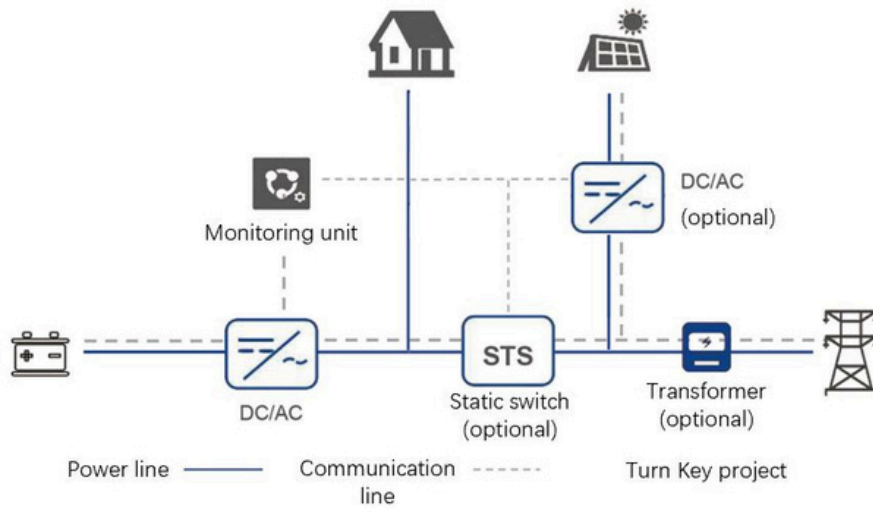 DC/AC
(optional)
Monitoring unit
STS
DC/AC
Static switch
(optional)
Transformer
(optional)
Power line
Communication
line
Turn Key project